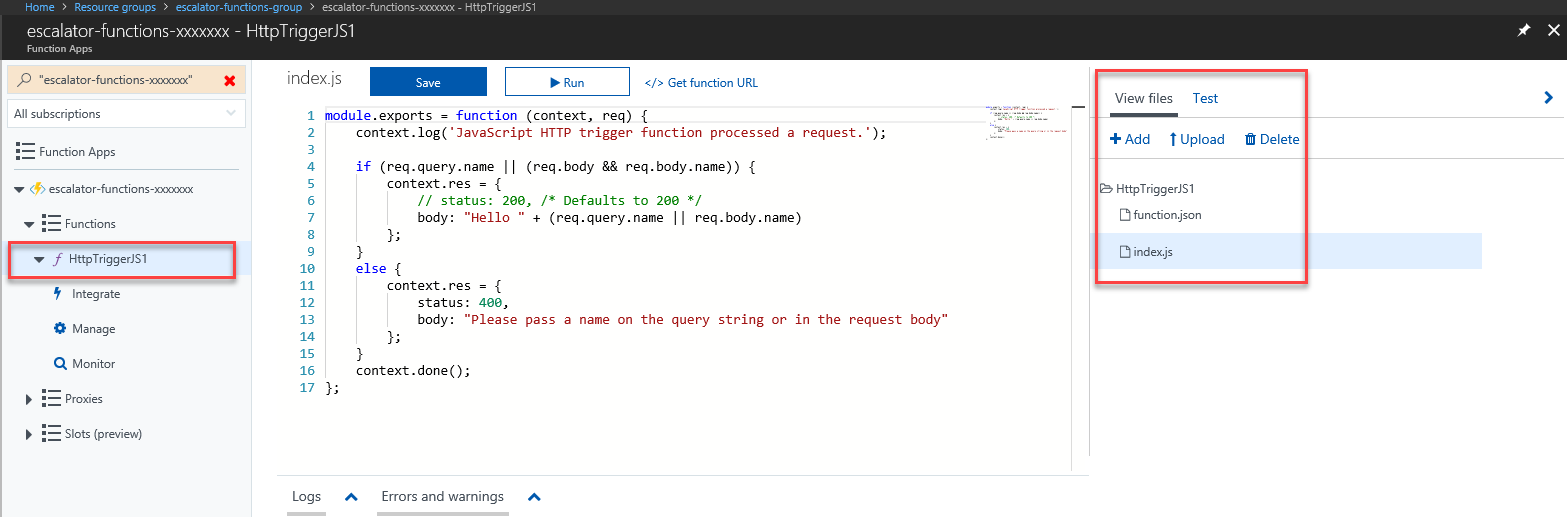 Home > Resource groups > escalator-functions-group > escalator-functions-xxxxxxx - HttpTriggerJS1
escalator-functions-xxxxxxx - HttpTriggerJS1
Function Apps
"escalator-functions-xxxxxxx"
All subscriptions
Function Apps
escalator-functions-xxxxxxx
Functions
HttpTriggerJS1
Integrate
Manage
Monitor
Proxies
Slots (preview)
index.js Save Run </> Get function URL
1 module.exports = function (context, req) {
2     context.log('JavaScript HTTP trigger function processed a request.');
3
4     if (req.query.name || (req.body && req.body.name)) {
5         context.res = {
6             // status: 200, /* Defaults to 200 */
7             body: "Hello " + (req.query.name || req.body.name)
8         };
9     }
10     else {
11         context.res = {
12             status: 400,
13             body: "Please pass a name on the query string or in the request body"
14         };
15     }
16     context.done();
17 };
Logs Errors and warnings
View files Test
+ Add Upload Delete
HttpTriggerJS1
function.json
index.js